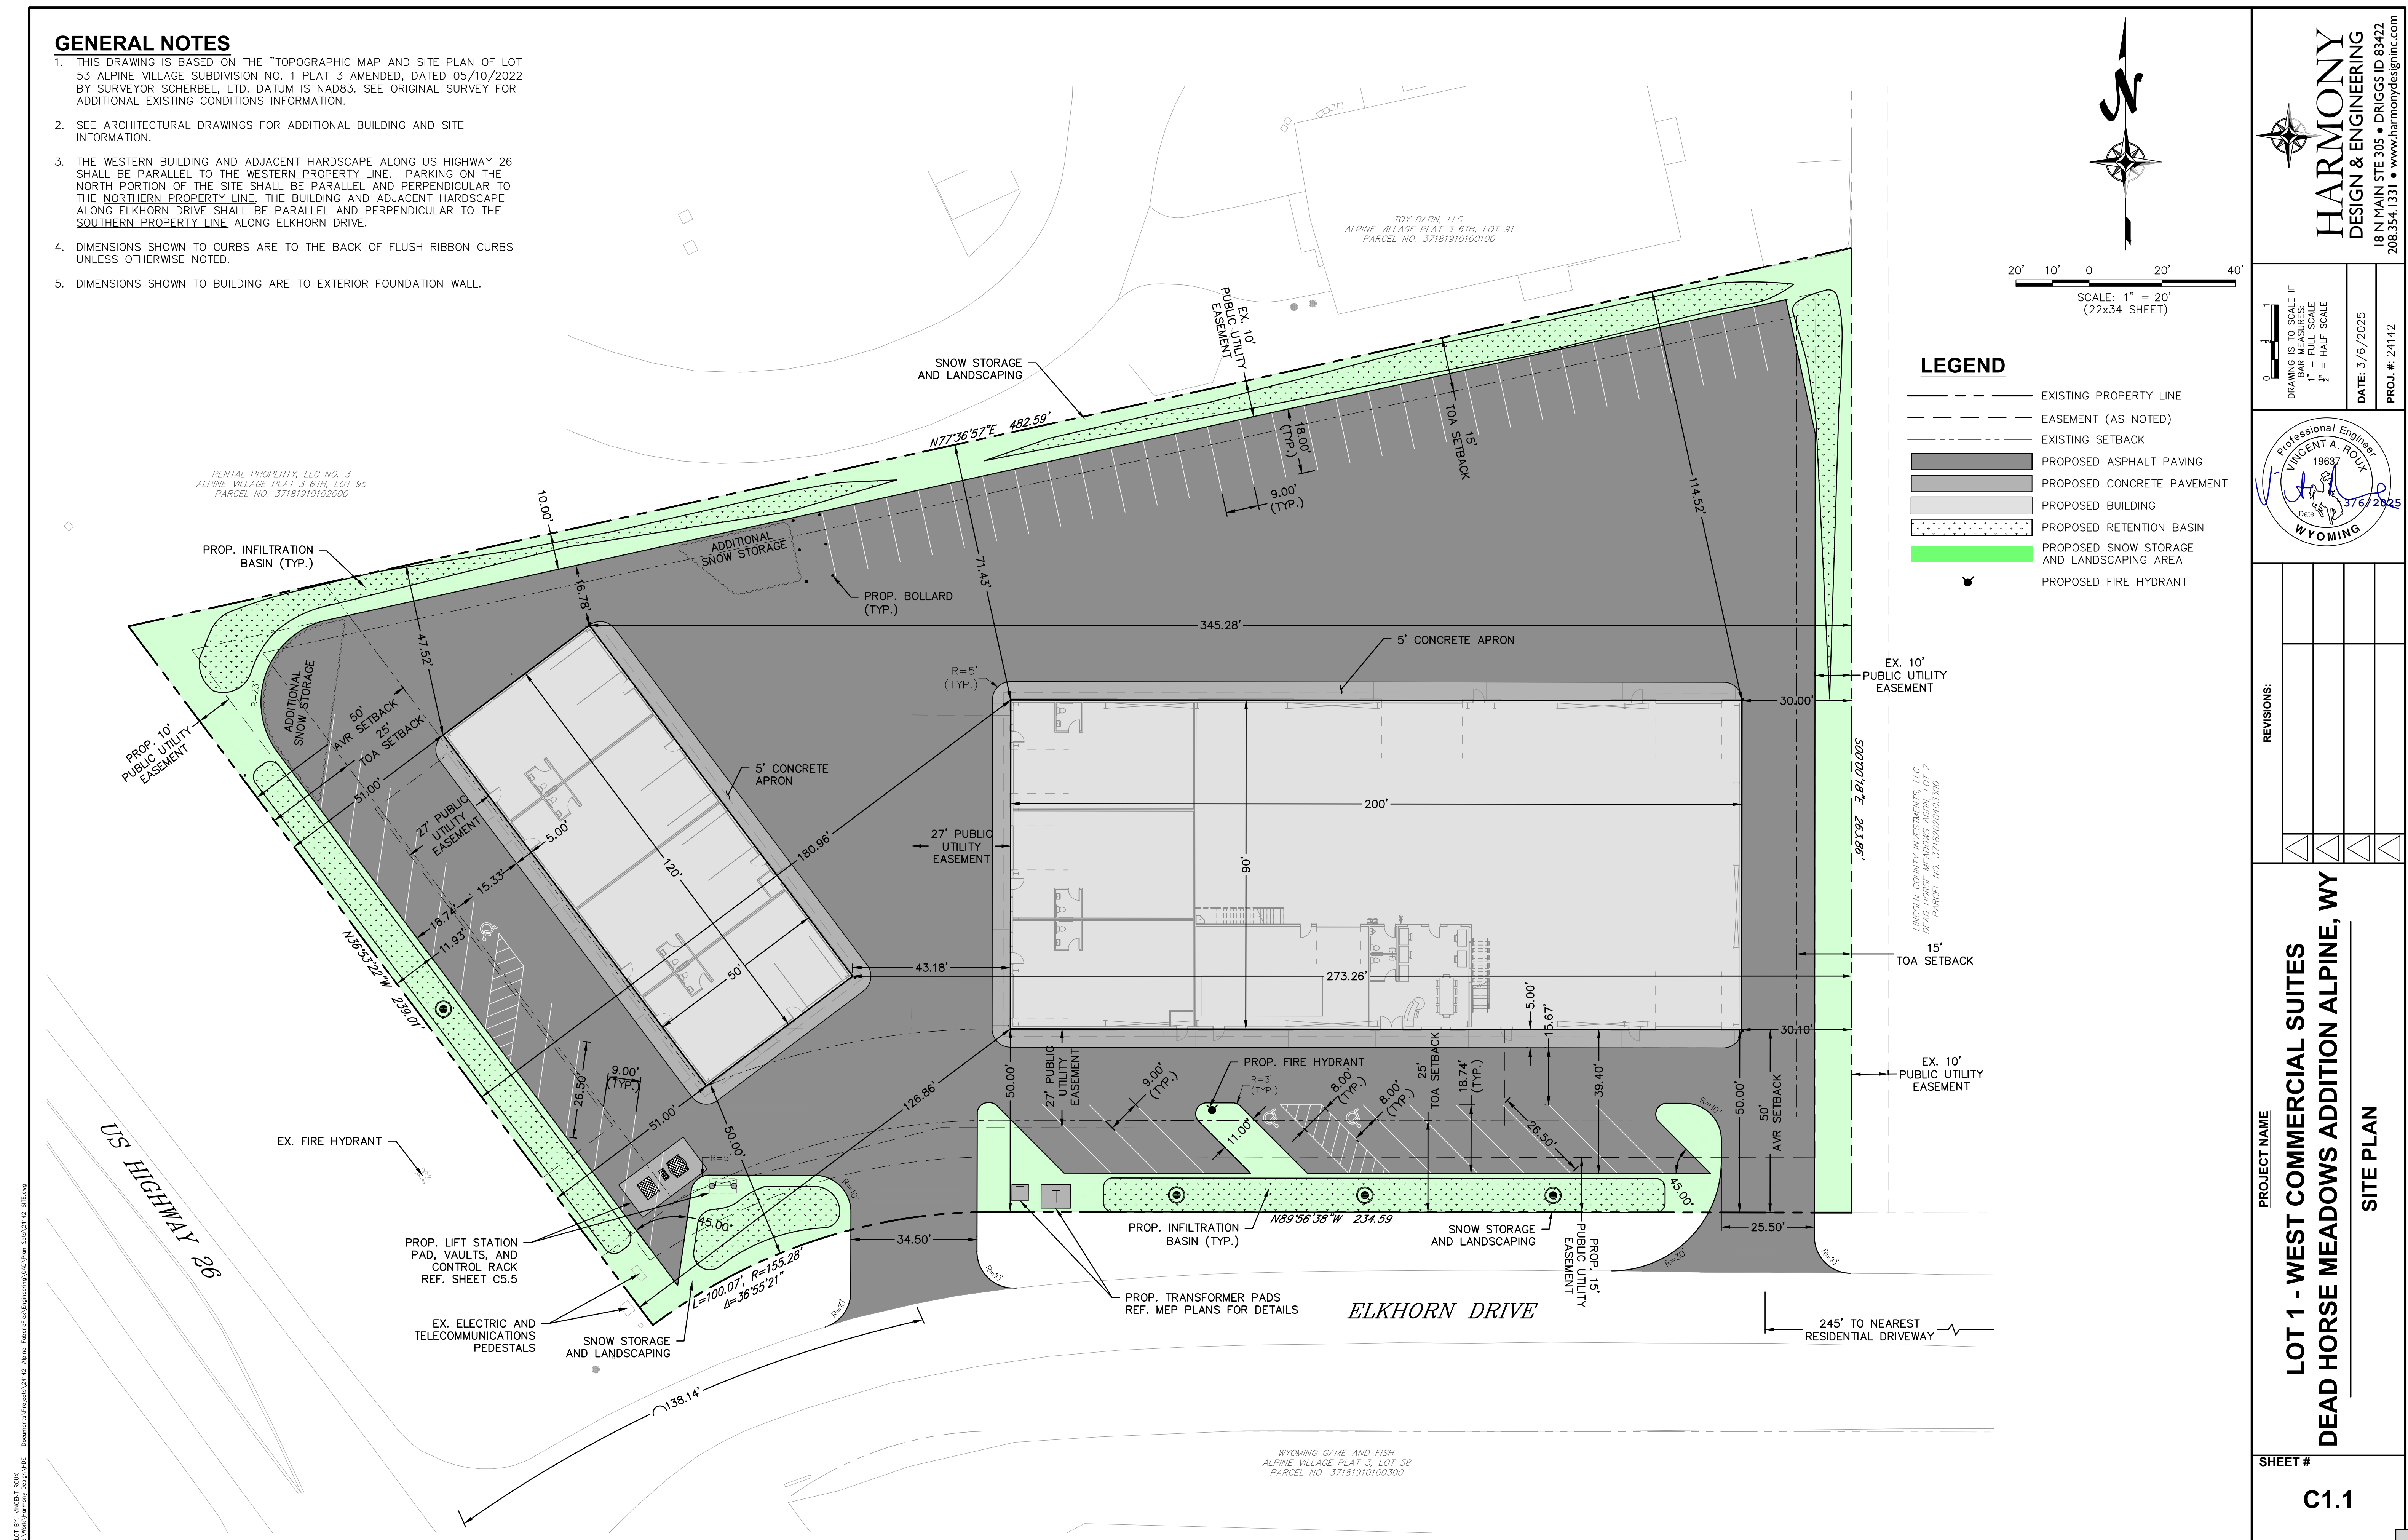 GENERAL NOTES
1. THIS DRAWING IS BASED ON THE "TOPOGRAPHIC MAP AND SITE PLAN OF LOT
53 ALPINE VILLAGE SUBDIVISION NO. 1 PLAT 3 AMENDED, DATED 05/10/2022
BY SURVEYOR SCHERBEL, LTD. DATUM IS NAD83. SEE ORIGINAL SURVEY FOR
ADDITIONAL EXISTING CONDITIONS INFORMATION.
2. SEE ARCHITECTURAL DRAWINGS FOR ADDITIONAL BUILDING AND SITE
INFORMATION.
3. THE WESTERN BUILDING AND ADJACENT HARDSCAPE ALONG US HIGHWAY 26
SHALL BE PARALLEL TO THE WESTERN PROPERTY LINE. PARKING ON THE
NORTH PORTION OF THE SITE SHALL BE PARALLEL AND PERPENDICULAR TO
THE NORTHERN PROPERTY LINE. THE BUILDING AND ADJACENT HARDSCAPE
ALONG ELKHORN DRIVE SHALL BE PARALLEL AND PERPENDICULAR TO THE
SOUTHERN PROPERTY LINE ALONG ELKHORN DRIVE.
4. DIMENSIONS SHOWN TO CURBS ARE TO THE BACK OF FLUSH RIBBON CURBS
UNLESS OTHERWISE NOTED.
5. DIMENSIONS SHOWN TO BUILDING ARE TO EXTERIOR FOUNDATION WALL.
TOY BARN, LLC
ALPINE VILLAGE PLAT 3 6TH, LOT 91
PARCEL NO. 37181910100100
N
20' 10' 0 20' 40'
SCALE: 1" = 20'
(22x34 SHEET)
LEGEND
EXISTING PROPERTY LINE
EASEMENT (AS NOTED)
EXISTING SETBACK
PROPOSED ASPHALT PAVING
PROPOSED CONCRETE PAVEMENT
PROPOSED BUILDING
PROPOSED RETENTION BASIN
PROPOSED SNOW STORAGE
AND LANDSCAPING AREA
PROPOSED FIRE HYDRANT
EX. 10'
PUBLIC UTILITY
EASEMENT
SNOW STORAGE
AND LANDSCAPING
N77°36'57"E 482.59'
18.00'
(TYP.)
9.00'
(TYP.)
15'
TOA SETBACK
114.52'
RENTAL PROPERTY, LLC NO. 3
ALPINE VILLAGE PLAT 3 6TH, LOT 95
PARCEL NO. 37181910102000
10.00'
PROP. INFILTRATION
BASIN (TYP.)
ADDITIONAL
SNOW STORAGE
PROP. BOLLARD
(TYP.)
16.78'
71.43'
47.52'
345.28'
5' CONCRETE APRON
R=5'
(TYP.)
EX. 10'
PUBLIC UTILITY
EASEMENT
30.00'
R=23'
ADDITIONAL
SNOW STORAGE
50'
AVR SETBACK
25'
TOA SETBACK
PROP. 10'
PUBLIC UTILITY
EASEMENT
51.00'
5' CONCRETE
APRON
27' PUBLIC
UTILITY
EASEMENT
5.00'
15.33'
18.74'
11.93'
120'
50'
180.96'
27' PUBLIC
UTILITY
EASEMENT
200'
90'
S00°00'18"E 263.86'
LINCOLN COUNTY INVESTMENTS, LLC
DEAD HORSE MEADOWS ADDN, LOT 2
PARCEL NO. 37182020403300
15'
TOA SETBACK
N36°53'22"W 239.01'
43.18'
273.26'
5.00'
15.67'
30.10'
EX. 10'
PUBLIC UTILITY
EASEMENT
26.50'
9.00'
(TYP.)
51.00'
50.00'
126.86'
50.00'
27' PUBLIC
UTILITY
EASEMENT
9.00'
(TYP.)
PROP. FIRE HYDRANT
R=3'
(TYP.)
11.00'
8.00'
(TYP.)
8.00'
(TYP.)
25'
TOA SETBACK
18.74'
(TYP.)
26.50'
39.40'
R=10'
45.00°
50.00'
50'
AVR SETBACK
US HIGHWAY 26
EX. FIRE HYDRANT
R=5'
R=10'
45.00°
T
T
PROP. LIFT STATION
PAD, VAULTS, AND
CONTROL RACK
REF. SHEET C5.5
34.50'
PROP. INFILTRATION
BASIN (TYP.)
N89°56'38"W 234.59
SNOW STORAGE
AND LANDSCAPING
PROP. 15'
PUBLIC UTILITY
EASEMENT
25.50'
R=30'
R=10'
R=10'
R=10'
L=100.07', R=155.28'
Δ=36°55'21"
EX. ELECTRIC AND
TELECOMMUNICATIONS
PEDESTALS
SNOW STORAGE
AND LANDSCAPING
PROP. TRANSFORMER PADS
REF. MEP PLANS FOR DETAILS
ELKHORN DRIVE
245' TO NEAREST
RESIDENTIAL DRIVEWAY
138.14'
WYOMING GAME AND FISH
ALPINE VILLAGE PLAT 3, LOT 58
PARCEL NO. 37181910100300
HARMONY
DESIGN & ENGINEERING
18 N MAIN STE 305 • DRIGGS ID 83422
208.354.1331 • www.harmonydesigninc.com
DRAWING IS TO SCALE IF
BAR MEASURES:
1" = FULL SCALE
½" = HALF SCALE
0 ½ 1
DATE: 3/6/2025
PROJ. #: 24142
Professional Engineer
VINCENT A. ROUX
19637
Date 3/6/2025
WYOMING
REVISIONS:
PROJECT NAME
LOT 1 - WEST COMMERCIAL SUITES
DEAD HORSE MEADOWS ADDITION ALPINE, WY
SITE PLAN
SHEET #
C1.1